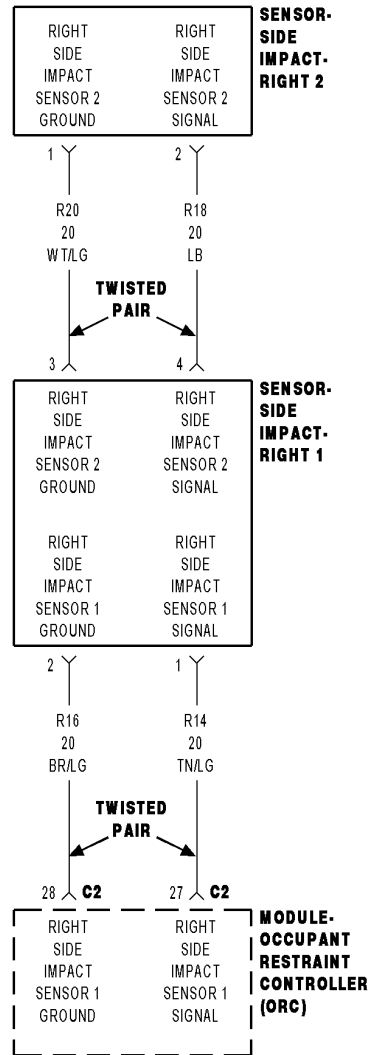 RIGHT RIGHT SENSOR-
SIDE SIDE SIDE
IMPACT IMPACT IMPACT-
SENSOR 2 SENSOR 2 RIGHT 2
GROUND SIGNAL
1 2
R20 R18
20 20
WT/LG LB
TWISTED
PAIR
3 4
RIGHT RIGHT SENSOR-
SIDE SIDE SIDE
IMPACT IMPACT IMPACT-
SENSOR 2 SENSOR 2 RIGHT 1
GROUND SIGNAL
RIGHT RIGHT
SIDE SIDE
IMPACT IMPACT
SENSOR 1 SENSOR 1
GROUND SIGNAL
2 1
R16 R14
20 20
BR/LG TN/LG
TWISTED
PAIR
28 C2 27 C2
RIGHT RIGHT MODULE-
SIDE SIDE OCCUPANT
IMPACT IMPACT RESTRAINT
SENSOR 1 SENSOR 1 CONTROLLER
GROUND SIGNAL (ORC)